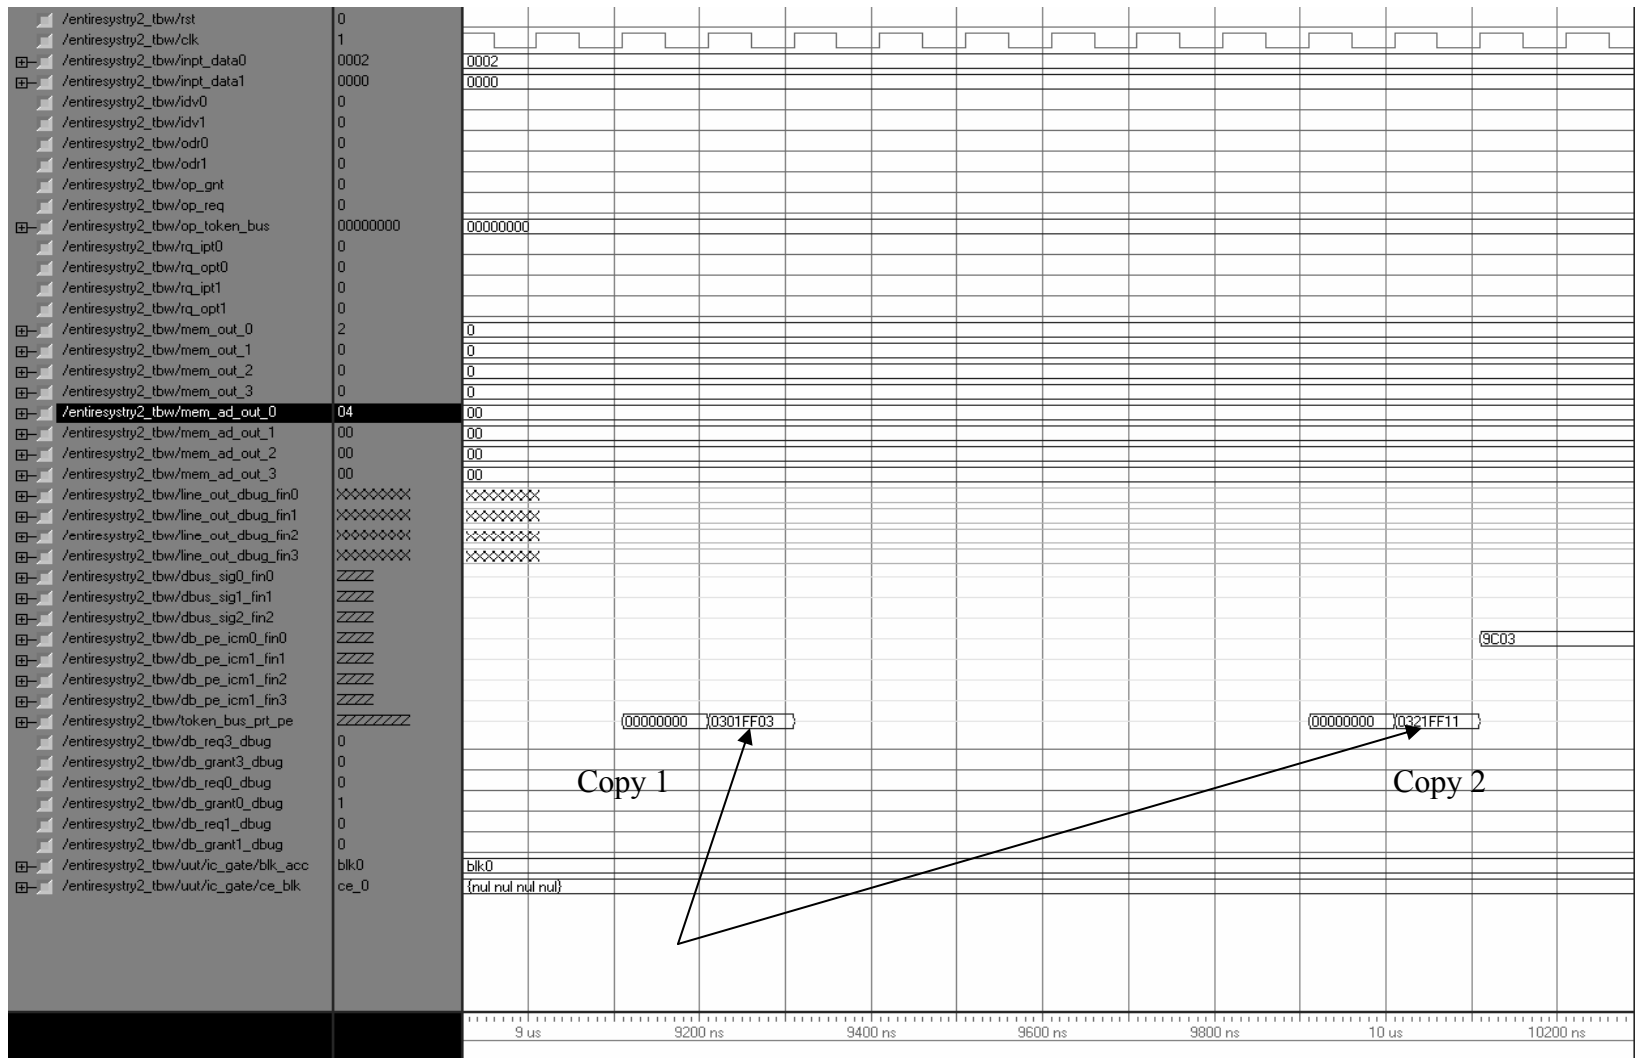 /entiresystry2_tbw/rst 0
/entiresystry2_tbw/clk 1
/entiresystry2_tbw/inpt_data0 0002 0002
/entiresystry2_tbw/inpt_data1 0000 0000
/entiresystry2_tbw/idv0 0
/entiresystry2_tbw/idv1 0
/entiresystry2_tbw/odr0 0
/entiresystry2_tbw/odr1 0
/entiresystry2_tbw/op_gnt 0
/entiresystry2_tbw/op_req 0
/entiresystry2_tbw/op_token_bus 00000000 00000000
/entiresystry2_tbw/rq_ipt0 0
/entiresystry2_tbw/rq_opt0 0
/entiresystry2_tbw/rq_ipt1 0
/entiresystry2_tbw/rq_opt1 0
/entiresystry2_tbw/mem_out_0 2 0
/entiresystry2_tbw/mem_out_1 0 0
/entiresystry2_tbw/mem_out_2 0 0
/entiresystry2_tbw/mem_out_3 0 0
/entiresystry2_tbw/mem_ad_out_0 04 00
/entiresystry2_tbw/mem_ad_out_1 00 00
/entiresystry2_tbw/mem_ad_out_2 00 00
/entiresystry2_tbw/mem_ad_out_3 00 00
/entiresystry2_tbw/line_out_dbug_fin0 XXXXXXXX XXXXXXXX
/entiresystry2_tbw/line_out_dbug_fin1 XXXXXXXX XXXXXXXX
/entiresystry2_tbw/line_out_dbug_fin2 XXXXXXXX XXXXXXXX
/entiresystry2_tbw/line_out_dbug_fin3 XXXXXXXX XXXXXXXX
/entiresystry2_tbw/dbus_sig0_fin0 ZZZZ
/entiresystry2_tbw/dbus_sig1_fin1 ZZZZ
/entiresystry2_tbw/dbus_sig2_fin2 ZZZZ
/entiresystry2_tbw/db_pe_icm0_fin0 ZZZZ 9C03
/entiresystry2_tbw/db_pe_icm1_fin1 ZZZZ
/entiresystry2_tbw/db_pe_icm1_fin2 ZZZZ
/entiresystry2_tbw/db_pe_icm1_fin3 ZZZZ
/entiresystry2_tbw/token_bus_prt_pe ZZZZZZZZ 00000000 0301FF03 00000000 0321FF11
/entiresystry2_tbw/db_req3_dbug 0
/entiresystry2_tbw/db_grant3_dbug 0
/entiresystry2_tbw/db_req0_dbug 0
Copy 1 Copy 2
/entiresystry2_tbw/db_grant0_dbug 1
/entiresystry2_tbw/db_req1_dbug 0
/entiresystry2_tbw/db_grant1_dbug 0
/entiresystry2_tbw/uut/ic_gate/blk_acc blk0 blk0
/entiresystry2_tbw/uut/ic_gate/ce_blk ce_0 {nul nul nul nul}
9 us 9200 ns 9400 ns 9600 ns 9800 ns 10 us 10200 ns